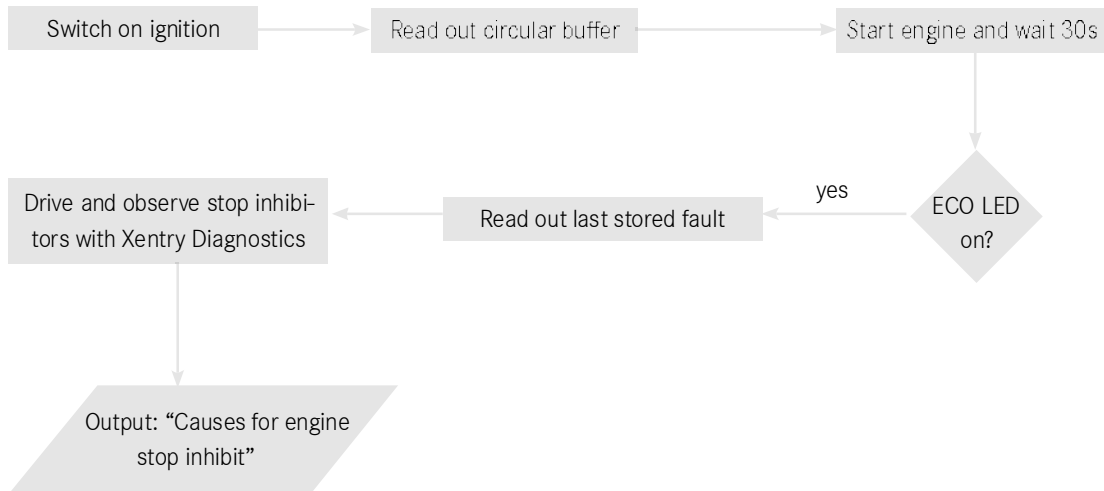 Switch on ignition
Read out circular buffer
Start engine and wait 30s
ECO LED
on?
yes
Read out last stored fault
Drive and observe stop inhibi-
tors with Xentry Diagnostics
Output: “Causes for engine
stop inhibit”